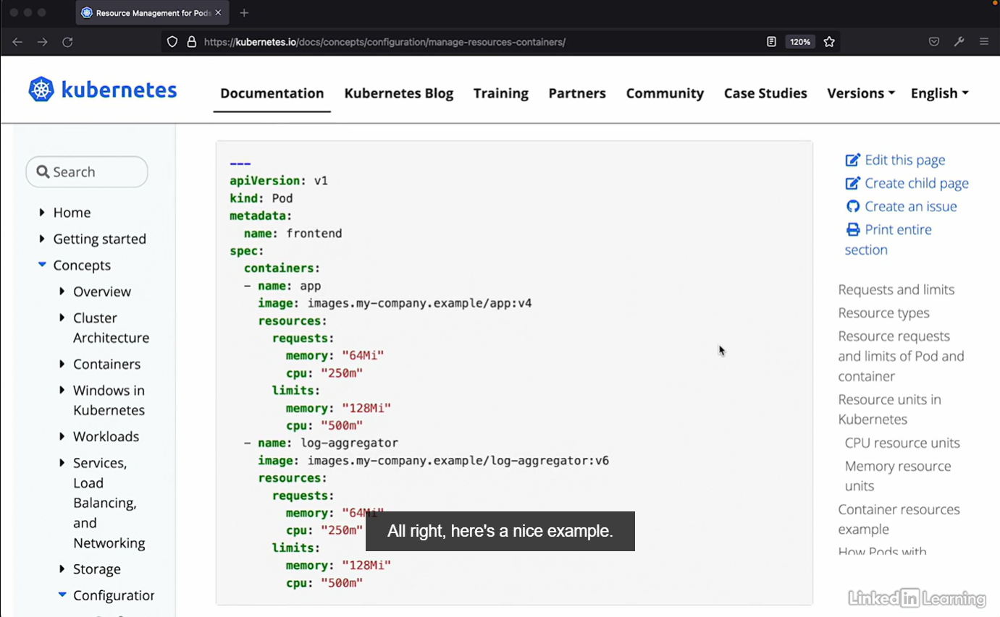 Resource Management for Pods
https://kubernetes.io/docs/concepts/configuration/manage-resources-containers/
120%
kubernetes
Documentation
Kubernetes Blog
Training
Partners
Community
Case Studies
Versions
English
Search
Home
Getting started
Concepts
Overview
Cluster
Architecture
Containers
Windows in
Kubernetes
Workloads
Services,
Load
Balancing,
and
Networking
Storage
Configuration
---
apiVersion: v1
kind: Pod
metadata:
  name: frontend
spec:
  containers:
  - name: app
    image: images.my-company.example/app:v4
    resources:
      requests:
        memory: "64Mi"
        cpu: "250m"
      limits:
        memory: "128Mi"
        cpu: "500m"
  - name: log-aggregator
    image: images.my-company.example/log-aggregator:v6
    resources:
      requests:
        memory: "64Mi"
        cpu: "250m"
      limits:
        memory: "128Mi"
        cpu: "500m"
All right, here's a nice example.
Edit this page
Create child page
Create an issue
Print entire
section
Requests and limits
Resource types
Resource requests
and limits of Pod and
container
Resource units in
Kubernetes
CPU resource units
Memory resource
units
Container resources
example
How Pods with
LinkedIn Learning